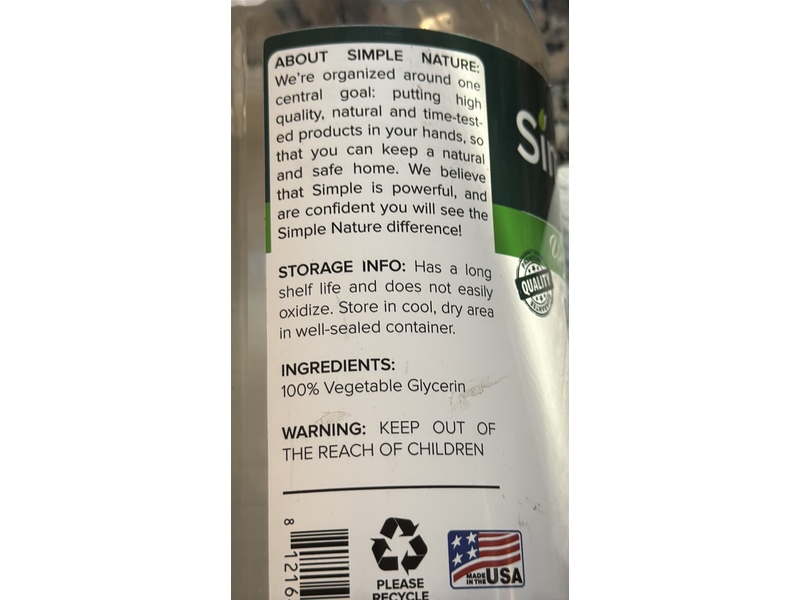 ABOUT SIMPLE NATURE:
We're organized around one
central goal: putting high
quality, natural and time-test-
ed products in your hands, so
that you can keep a natural
and safe home. We believe
that Simple is powerful, and
are confident you will see the
Simple Nature difference!
STORAGE INFO: Has a long
shelf life and does not easily
oxidize. Store in cool, dry area
in well-sealed container.
INGREDIENTS:
100% Vegetable Glycerin
WARNING: KEEP OUT OF
THE REACH OF CHILDREN
8 1216
PLEASE
RECYCLE
MADE
IN THE USA
Sim
QUALITY